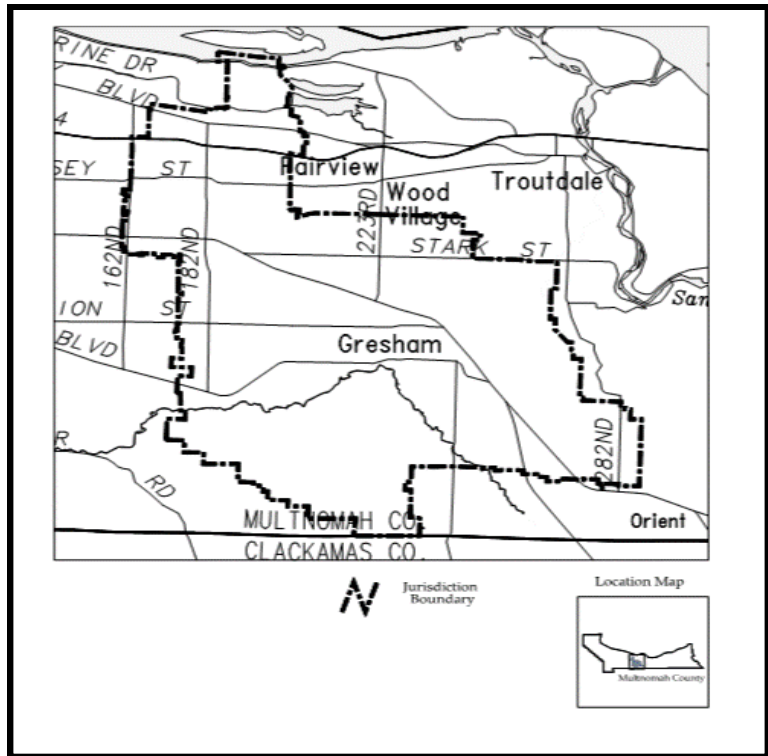 RINE DR
BLVD
4
SEY ST
Fairview
Wood
Village
Troutdale
223RD
162ND
182ND
STARK ST
San
ION ST
BLVD
Gresham
R
RD
282ND
MULTNOMAH CO.
Orient
CLACKAMAS CO.
Jurisdiction
Boundary
Location Map
Multnomah County